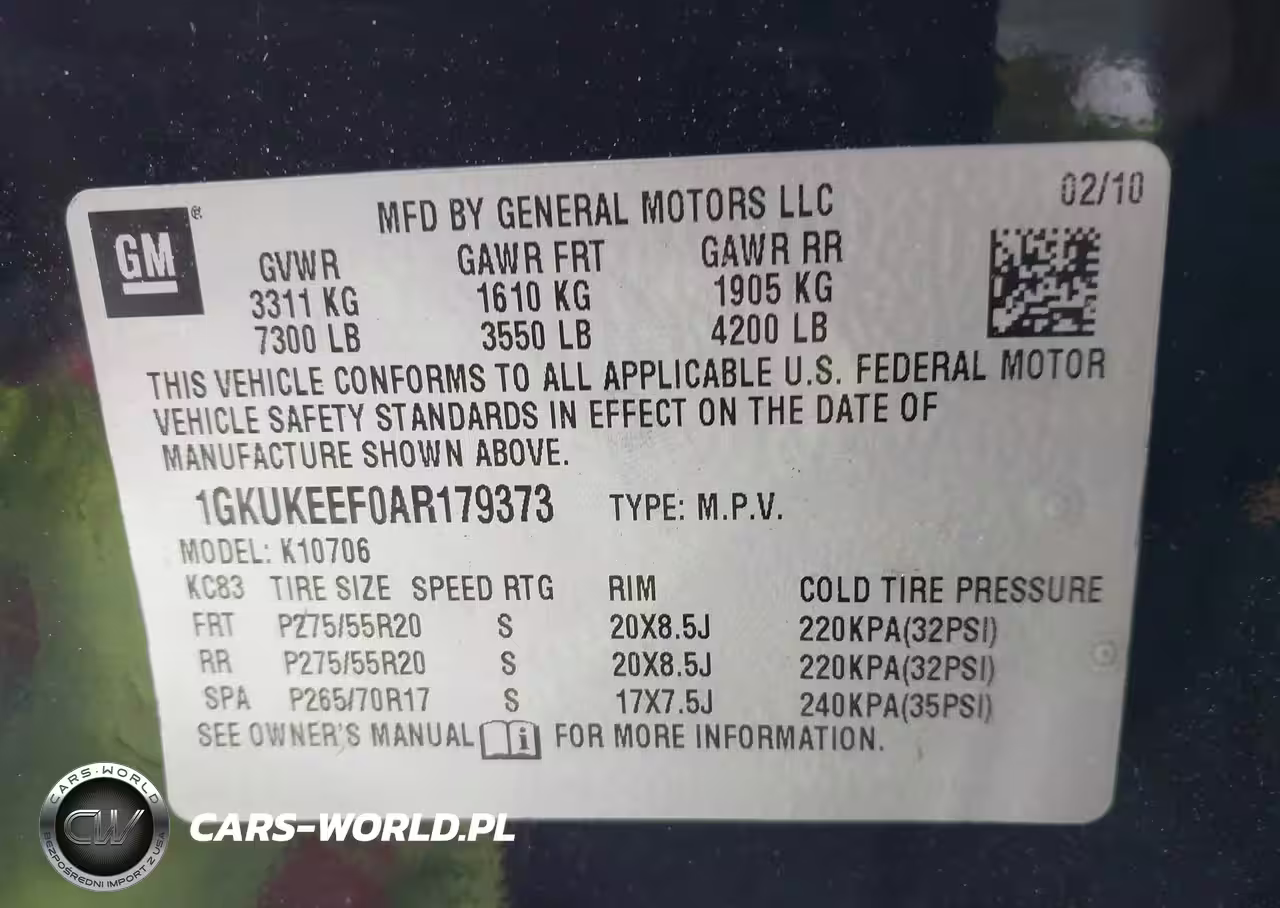 GM ®
MFD BY GENERAL MOTORS LLC
02/10
GVWR GAWR FRT GAWR RR
3311 KG 1610 KG 1905 KG
7300 LB 3550 LB 4200 LB
THIS VEHICLE CONFORMS TO ALL APPLICABLE U.S. FEDERAL MOTOR
VEHICLE SAFETY STANDARDS IN EFFECT ON THE DATE OF
MANUFACTURE SHOWN ABOVE.
1GKUKEEF0AR179373 TYPE: M.P.V.
MODEL: K10706
KC83 TIRE SIZE SPEED RTG RIM COLD TIRE PRESSURE
FRT P275/55R20 S 20X8.5J 220KPA(32PSI)
RR P275/55R20 S 20X8.5J 220KPA(32PSI)
SPA P265/70R17 S 17X7.5J 240KPA(35PSI)
SEE OWNER'S MANUAL i FOR MORE INFORMATION.
CARS-WORLD
CW
BEZPOŚREDNI IMPORT Z USA
CARS-WORLD.PL